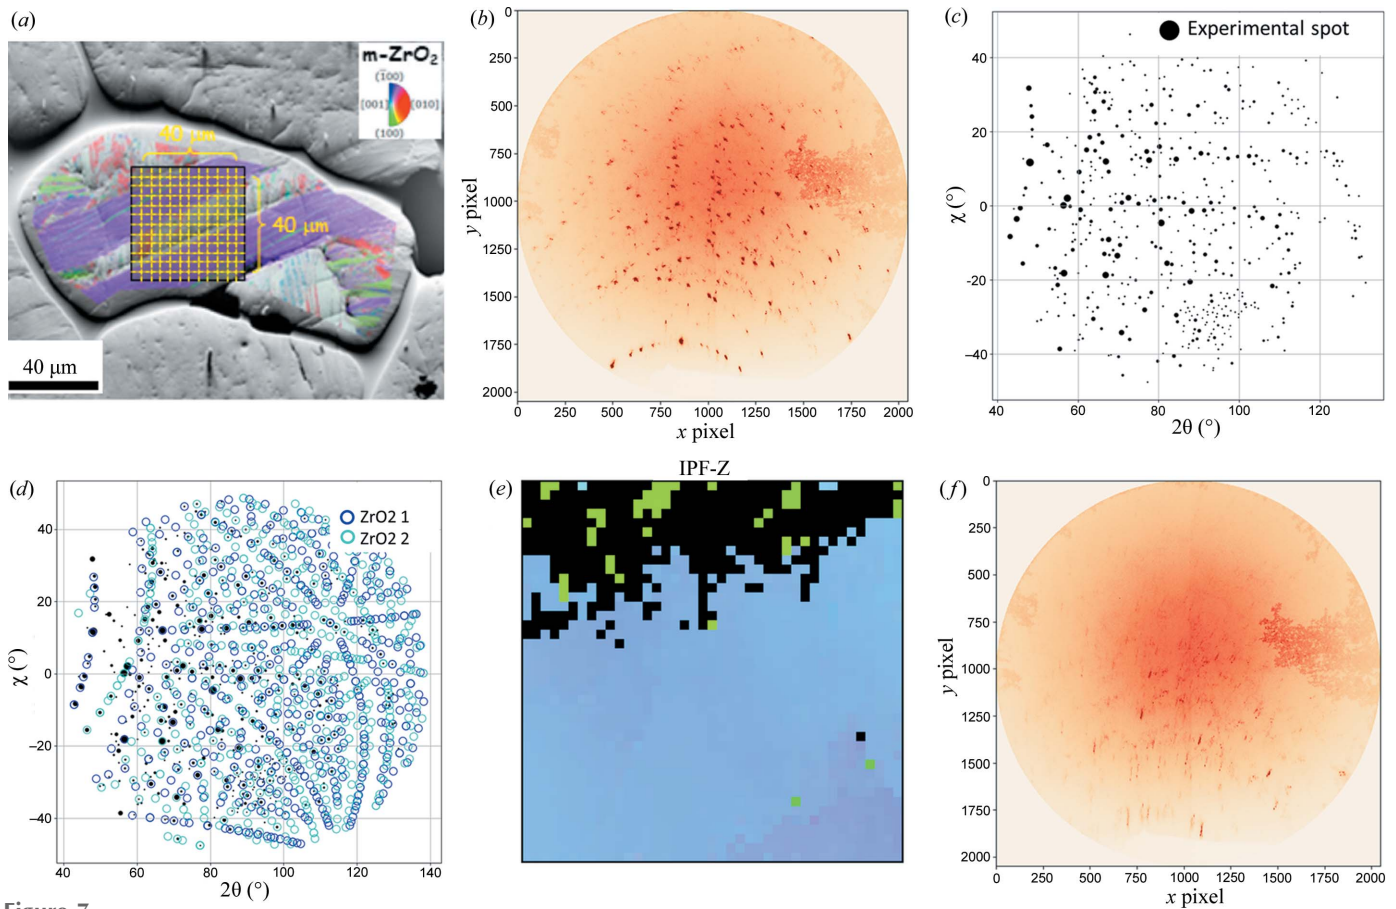 (a)
m-ZrO2
(1̄00)
[001]
[010]
(100)
40 μm
40 μm
40 μm
(b)
0
250
500
750
1000
1250
1500
1750
2000
y pixel
0 250 500 750 1000 1250 1500 1750 2000
x pixel
(c)
Experimental spot
40
20
0
−20
−40
χ (°)
40 60 80 100 120
2θ (°)
(d)
ZrO2 1
ZrO2 2
40
20
0
−20
−40
χ (°)
40 60 80 100 120 140
2θ (°)
IPF-Z
(e)
(f)
0
250
500
750
1000
1250
1500
1750
2000
y pixel
0 250 500 750 1000 1250 1500 1750 2000
x pixel
Figure 7